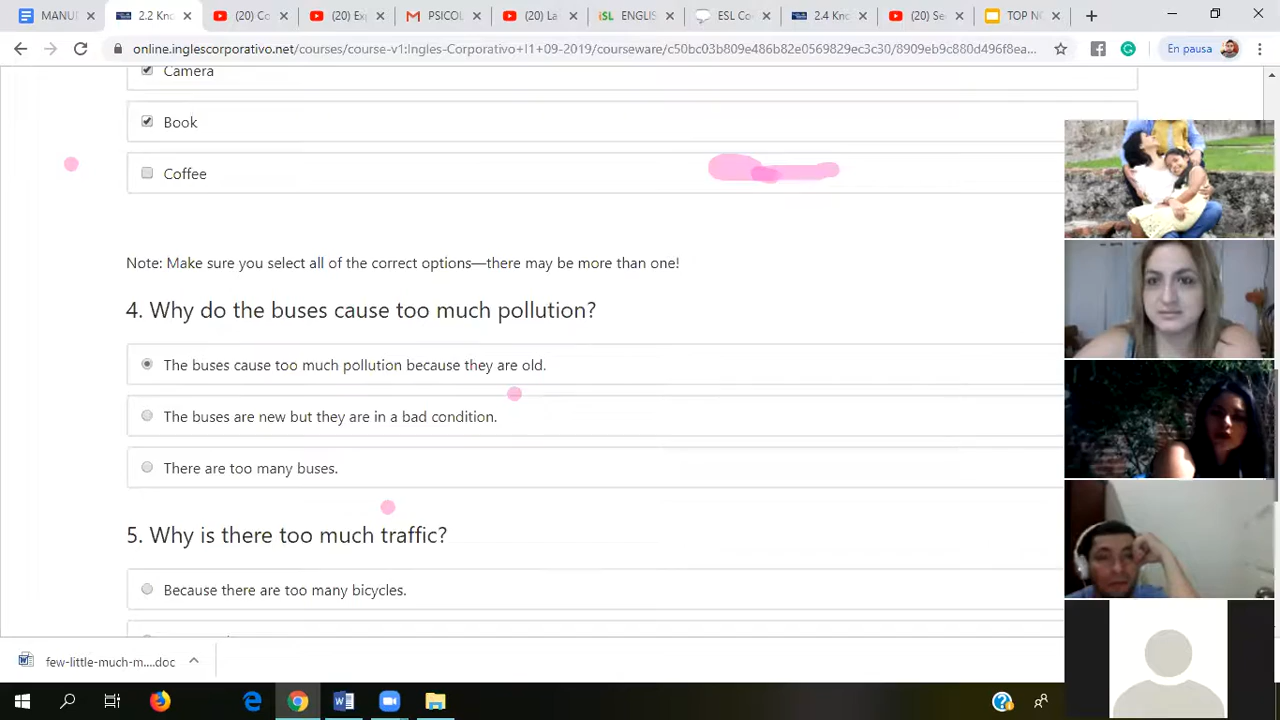 MANU
2.2 Kno
(20) Co
(20) Exp
PSICOL
(20) La
iSL ENGLIS
ESL Co
2.4 Kno
(20) Se
TOP N
online.inglescorporativo.net/courses/course-v1:Ingles-Corporativo+I1+09-2019/courseware/c50bc03b809e486b82e0569829ec3c30/8909eb9c880d496f8ea...
En pausa
Camera
Book
Coffee
Note: Make sure you select all of the correct options—there may be more than one!
4. Why do the buses cause too much pollution?
The buses cause too much pollution because they are old.
The buses are new but they are in a bad condition.
There are too many buses.
5. Why is there too much traffic?
Because there are too many bicycles.
few-little-much-m....doc